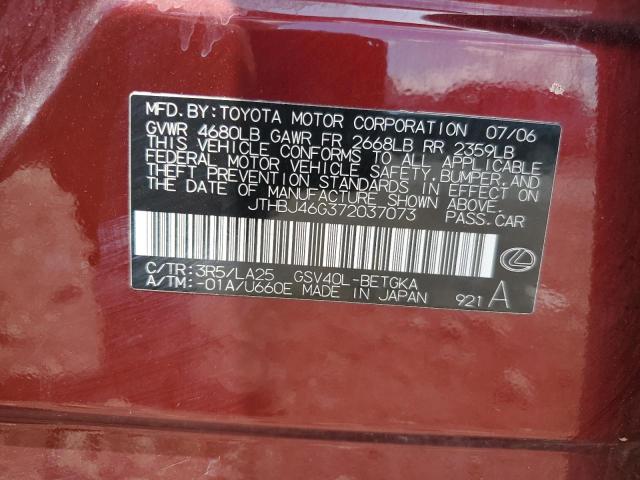 MFD. BY: TOYOTA MOTOR CORPORATION 07/06
GVWR 4680LB GAWR FR 2668LB RR 2359LB
THIS VEHICLE CONFORMS TO ALL APPLICABLE
FEDERAL MOTOR VEHICLE SAFETY, BUMPER, AND
THEFT PREVENTION STANDARDS IN EFFECT ON
THE DATE OF MANUFACTURE SHOWN ABOVE.
JTHBJ46G372037073 PASS. CAR
C/TR: 3R5/LA25 GSV40L-BETGKA
A/TM: -01A/U660E MADE IN JAPAN 921 A